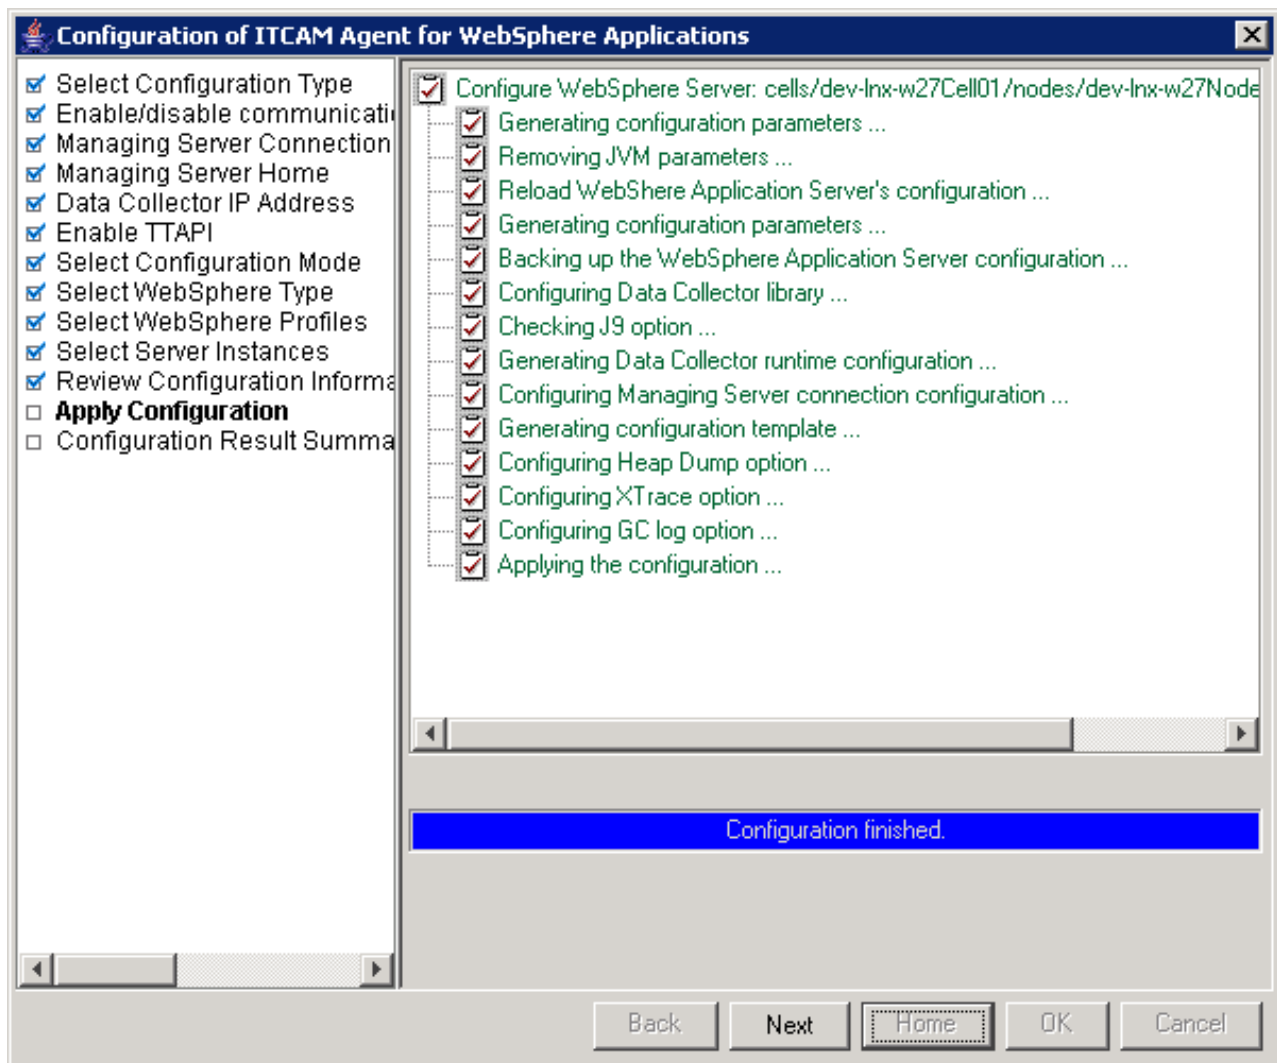 Configuration of ITCAM Agent for WebSphere Applications
Select Configuration Type
Enable/disable communicati
Managing Server Connection
Managing Server Home
Data Collector IP Address
Enable TTAPI
Select Configuration Mode
Select WebSphere Type
Select WebSphere Profiles
Select Server Instances
Review Configuration Informa
Apply Configuration
Configuration Result Summa
Configure WebSphere Server: cells/dev-lnx-w27Cell01/nodes/dev-lnx-w27Node
Generating configuration parameters ...
Removing JVM parameters ...
Reload WebShere Application Server's configuration ...
Generating configuration parameters ...
Backing up the WebSphere Application Server configuration ...
Configuring Data Collector library ...
Checking J9 option ...
Generating Data Collector runtime configuration ...
Configuring Managing Server connection configuration ...
Generating configuration template ...
Configuring Heap Dump option ...
Configuring XTrace option ...
Configuring GC log option ...
Applying the configuration ...
Configuration finished.
Back Next Home OK Cancel